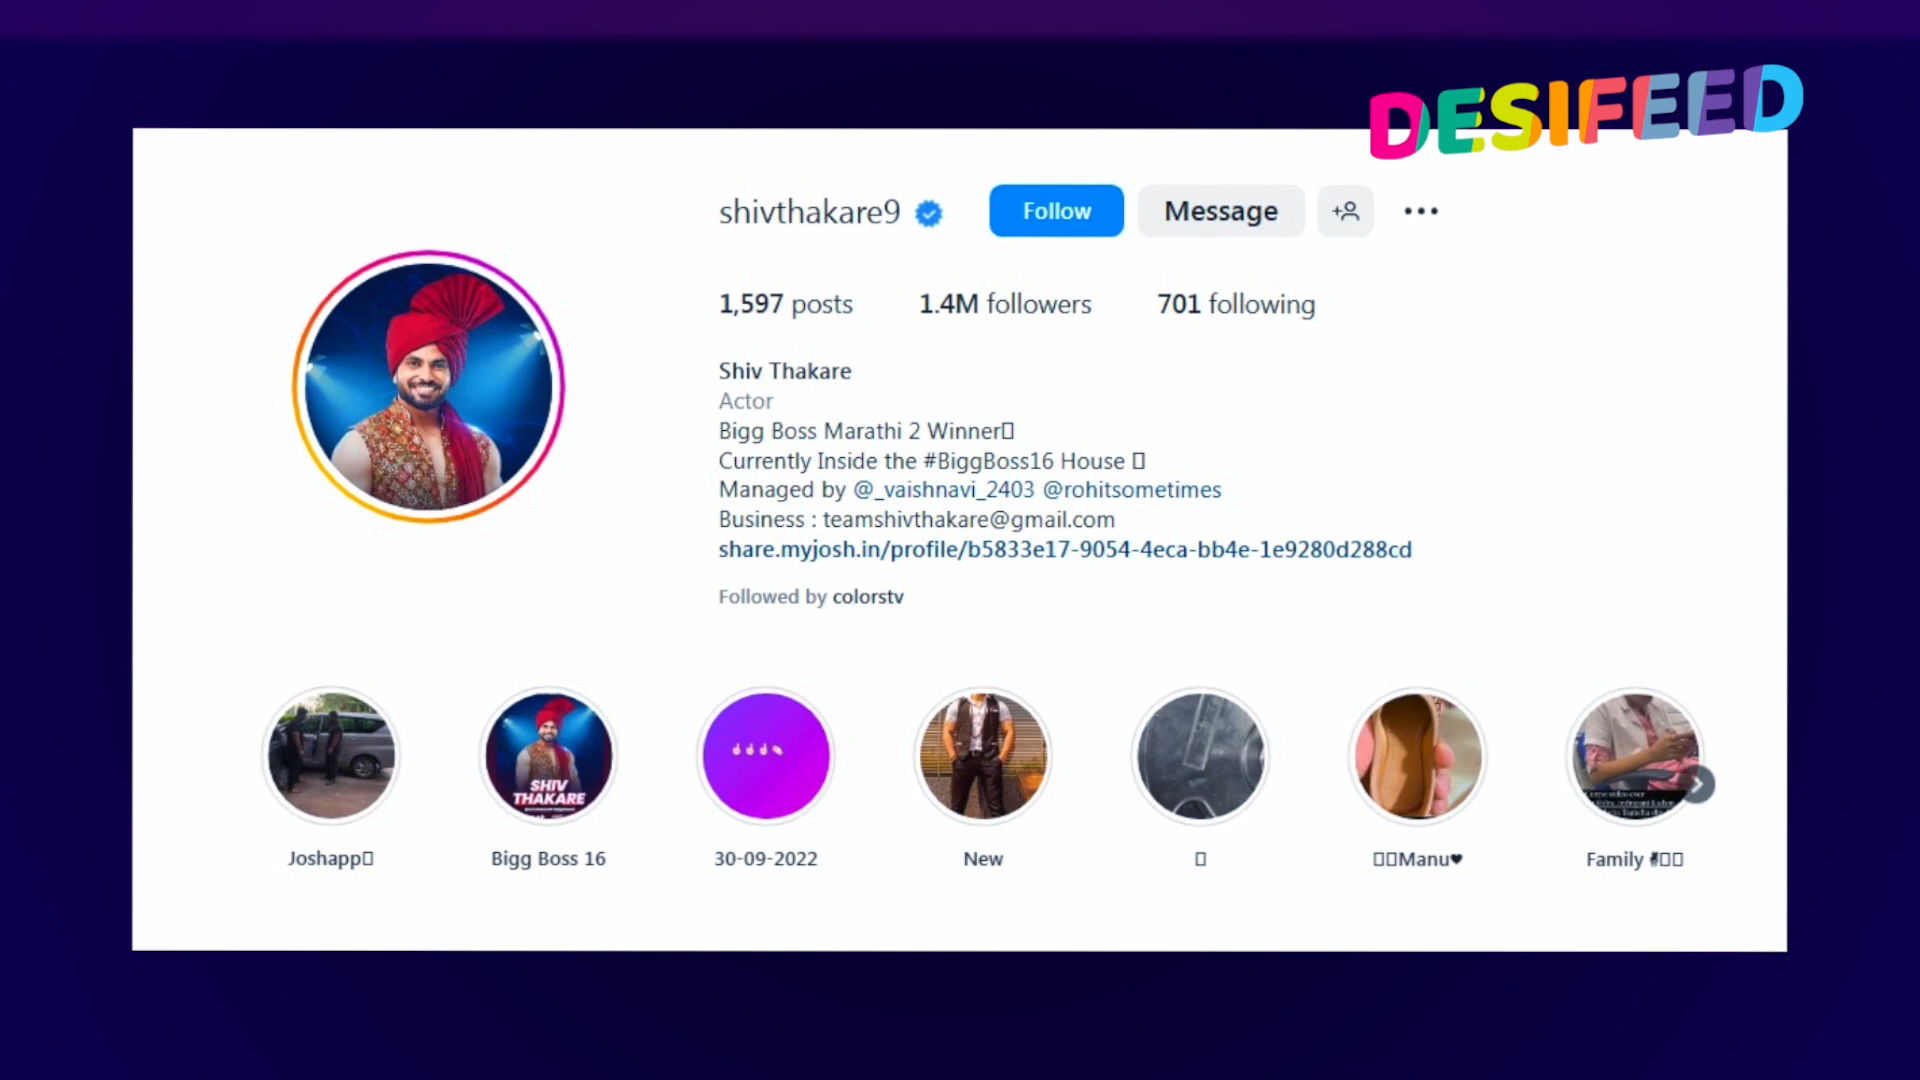 DESIFEED
shivthakare9
Follow
Message
1,597 posts
1.4M followers
701 following
Shiv Thakare
Actor
Bigg Boss Marathi 2 Winner
Currently Inside the #BiggBoss16 House
Managed by @_vaishnavi_2403 @rohitsometimes
Business : teamshivthakare@gmail.com
share.myjosh.in/profile/b5833e17-9054-4eca-bb4e-1e9280d288cd
Followed by colorstv
SHIV
THAKARE
Joshapp
Bigg Boss 16
30-09-2022
New
Manu♥
Family